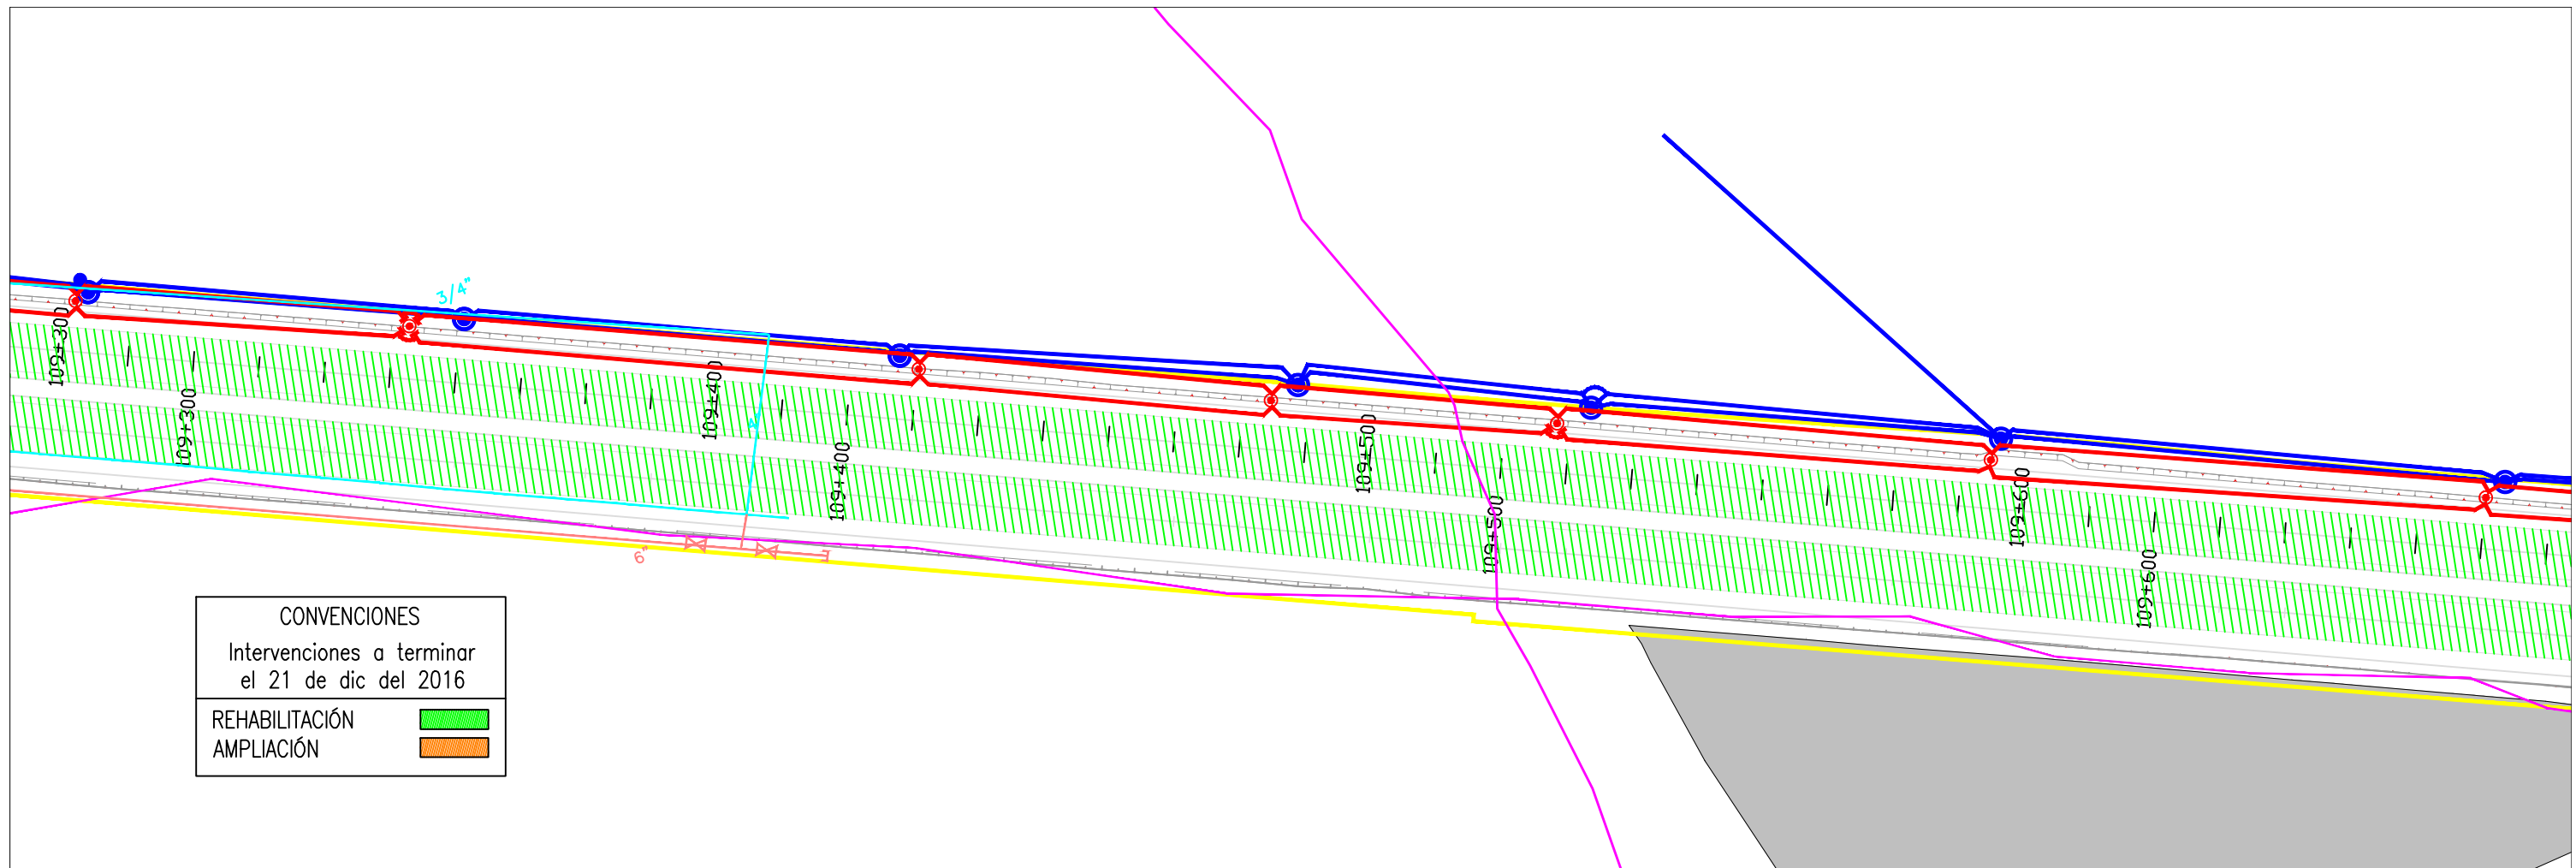 3/4"
109+300
109+300
109+400
109+400
109+500
109+500
109+600
109+600
6"
CONVENCIONES
Intervenciones a terminar
el 21 de dic del 2016
REHABILITACIÓN
AMPLIACIÓN